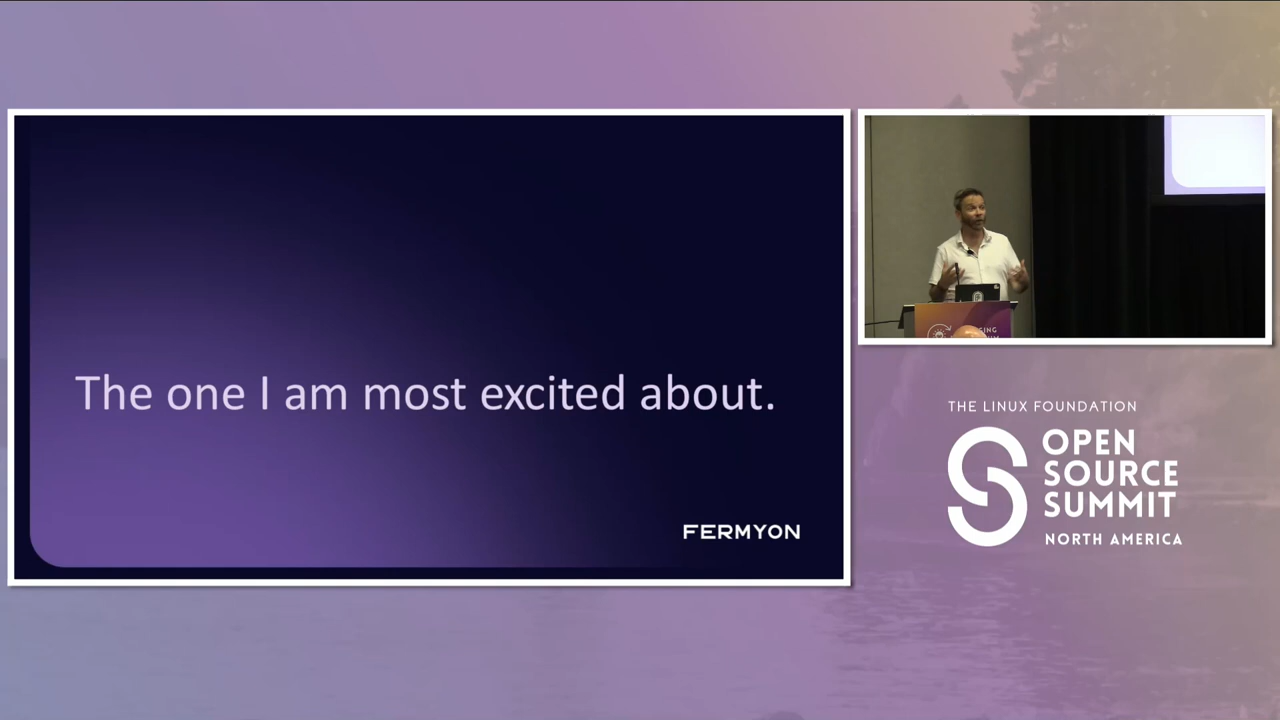 The one I am most excited about.
FERMYON
THE LINUX FOUNDATION
OPEN
SOURCE
SUMMIT
NORTH AMERICA